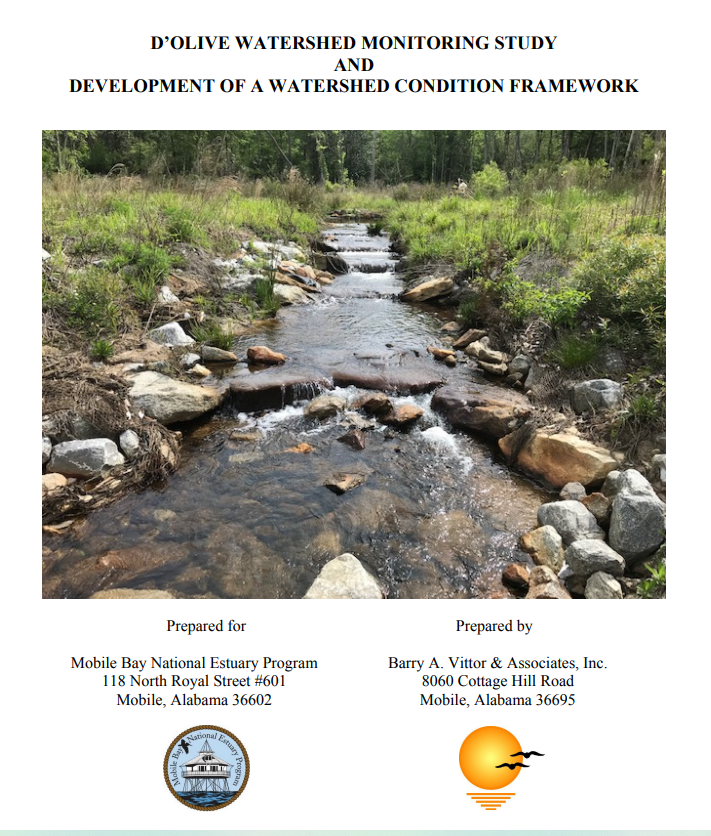 D’OLIVE WATERSHED MONITORING STUDY
AND
DEVELOPMENT OF A WATERSHED CONDITION FRAMEWORK
Prepared for
Mobile Bay National Estuary Program
118 North Royal Street #601
Mobile, Alabama 36602
Prepared by
Barry A. Vittor & Associates, Inc.
8060 Cottage Hill Road
Mobile, Alabama 36695
Mobile Bay National Estuary Program